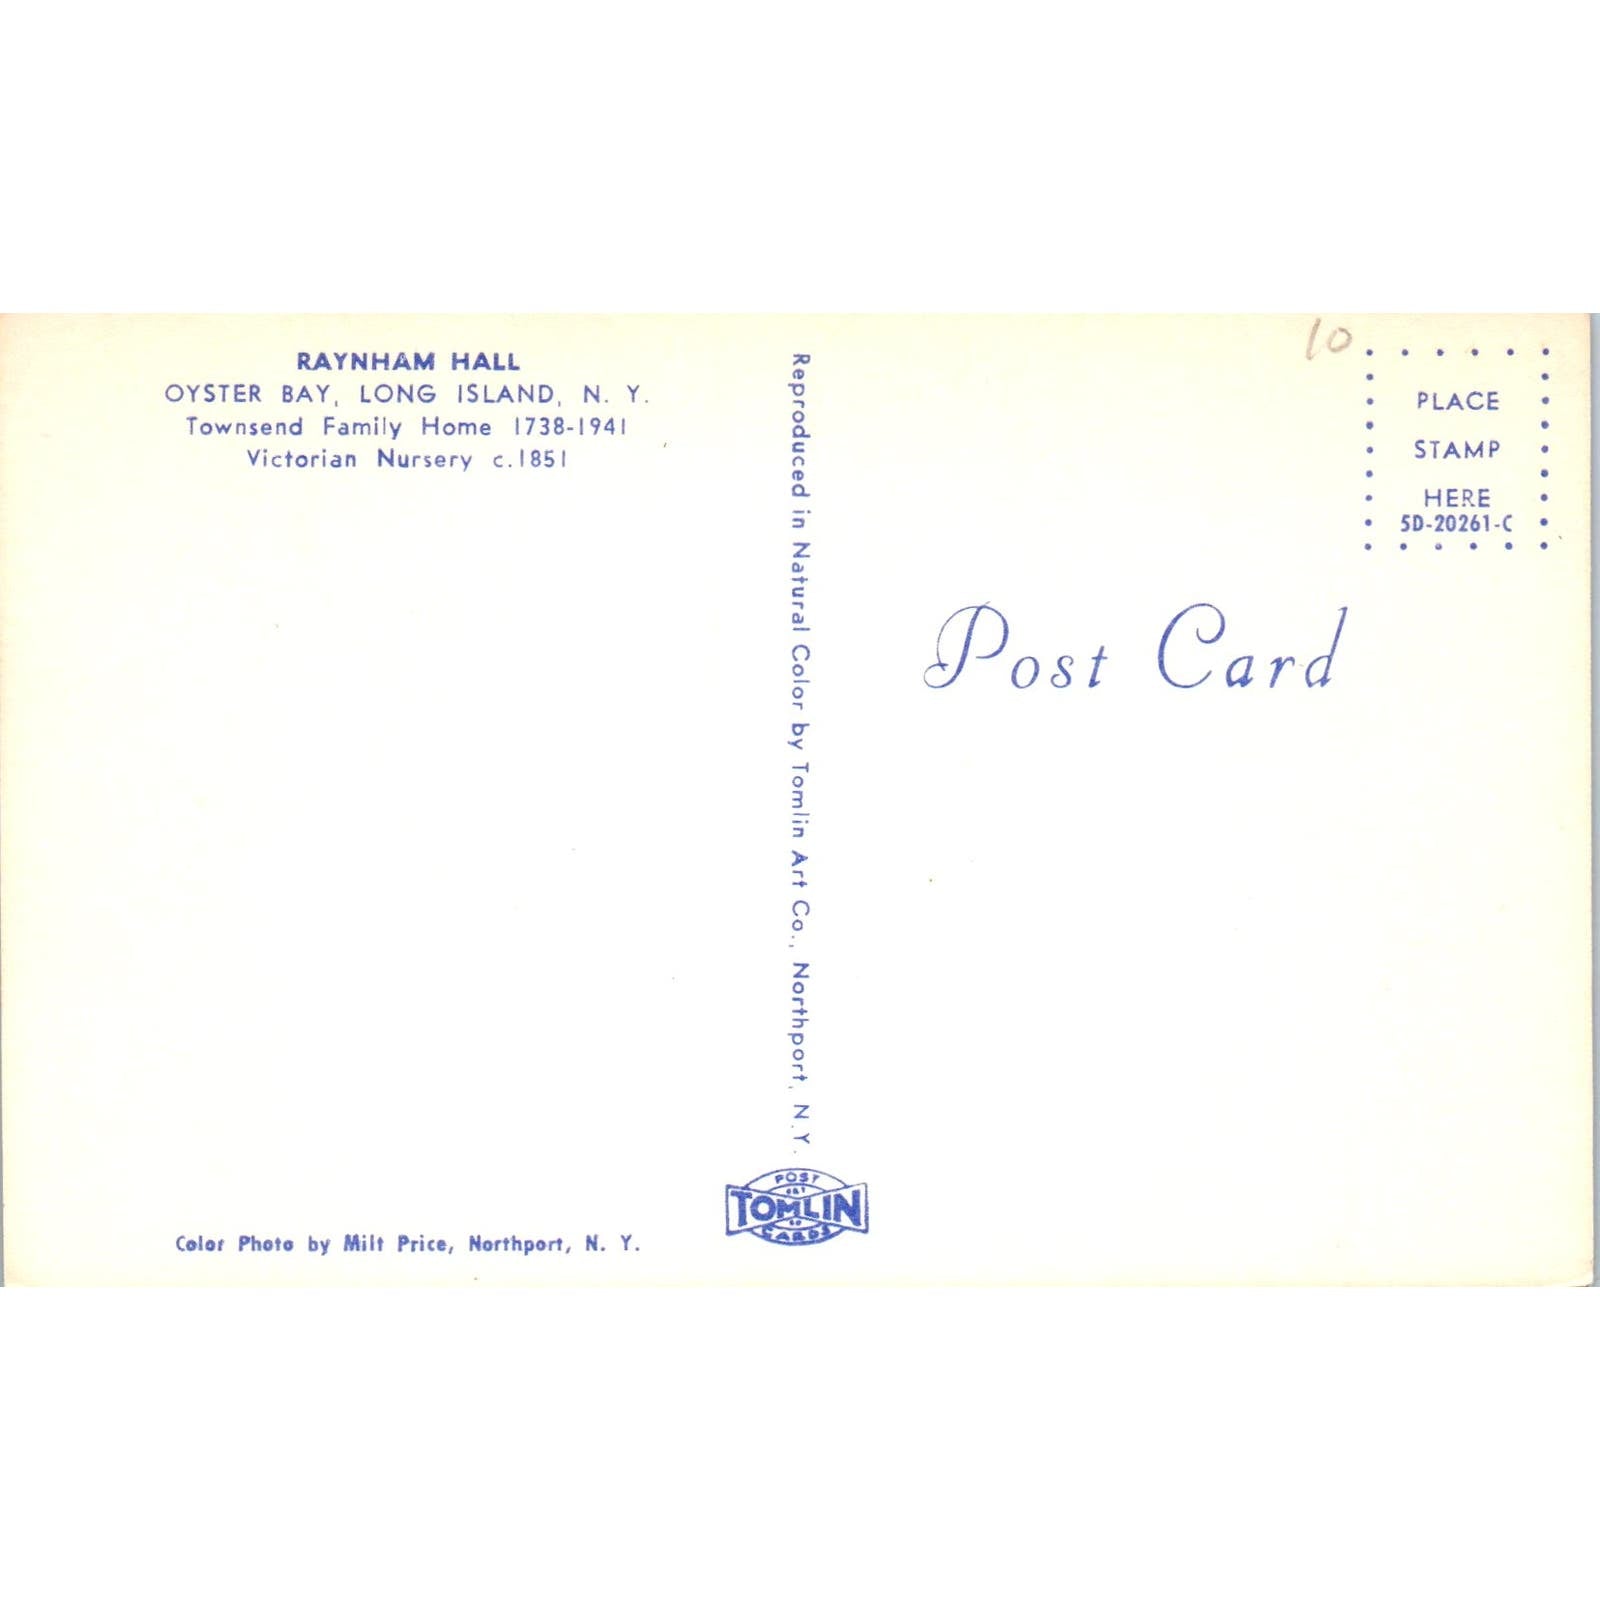 RAYNHAM HALL
OYSTER BAY, LONG ISLAND, N. Y.
Townsend Family Home 1738-1941
Victorian Nursery c.1851
Color Photo by Milt Price, Northport, N. Y.
Reproduced in Natural Color by Tomlin Art Co., Northport, N.Y.
POST
ART
TOMLIN
CO
CARDS
10
PLACE
STAMP
HERE
5D-20261-C
Post Card